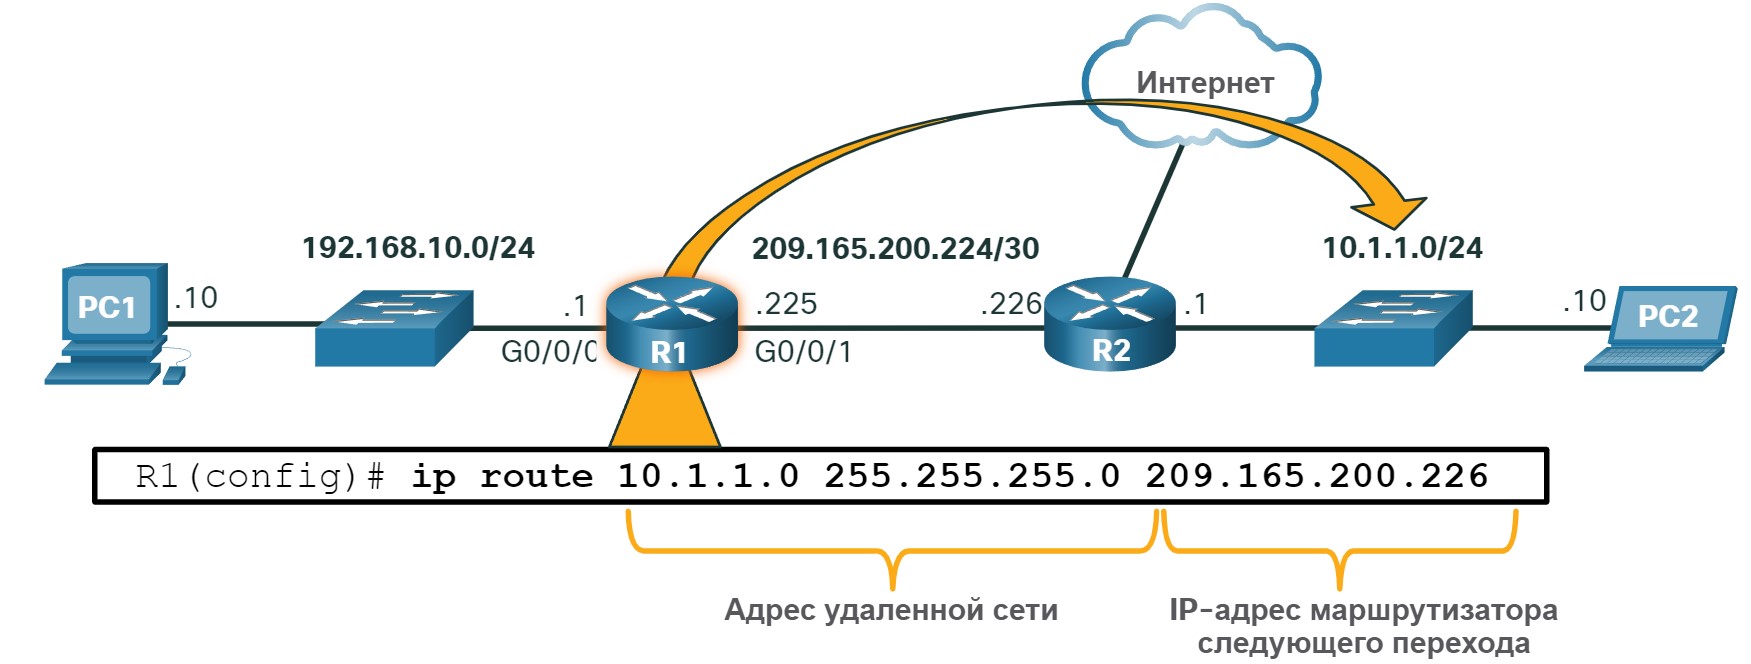 Интернет
192.168.10.0/24
209.165.200.224/30
10.1.1.0/24
PC1
.10
.1
.225
.226
.1
.10
PC2
G0/0/0
R1
G0/0/1
R2
R1(config)# ip route 10.1.1.0 255.255.255.0 209.165.200.226
Адрес удаленной сети
IP-адрес маршрутизатора
следующего перехода